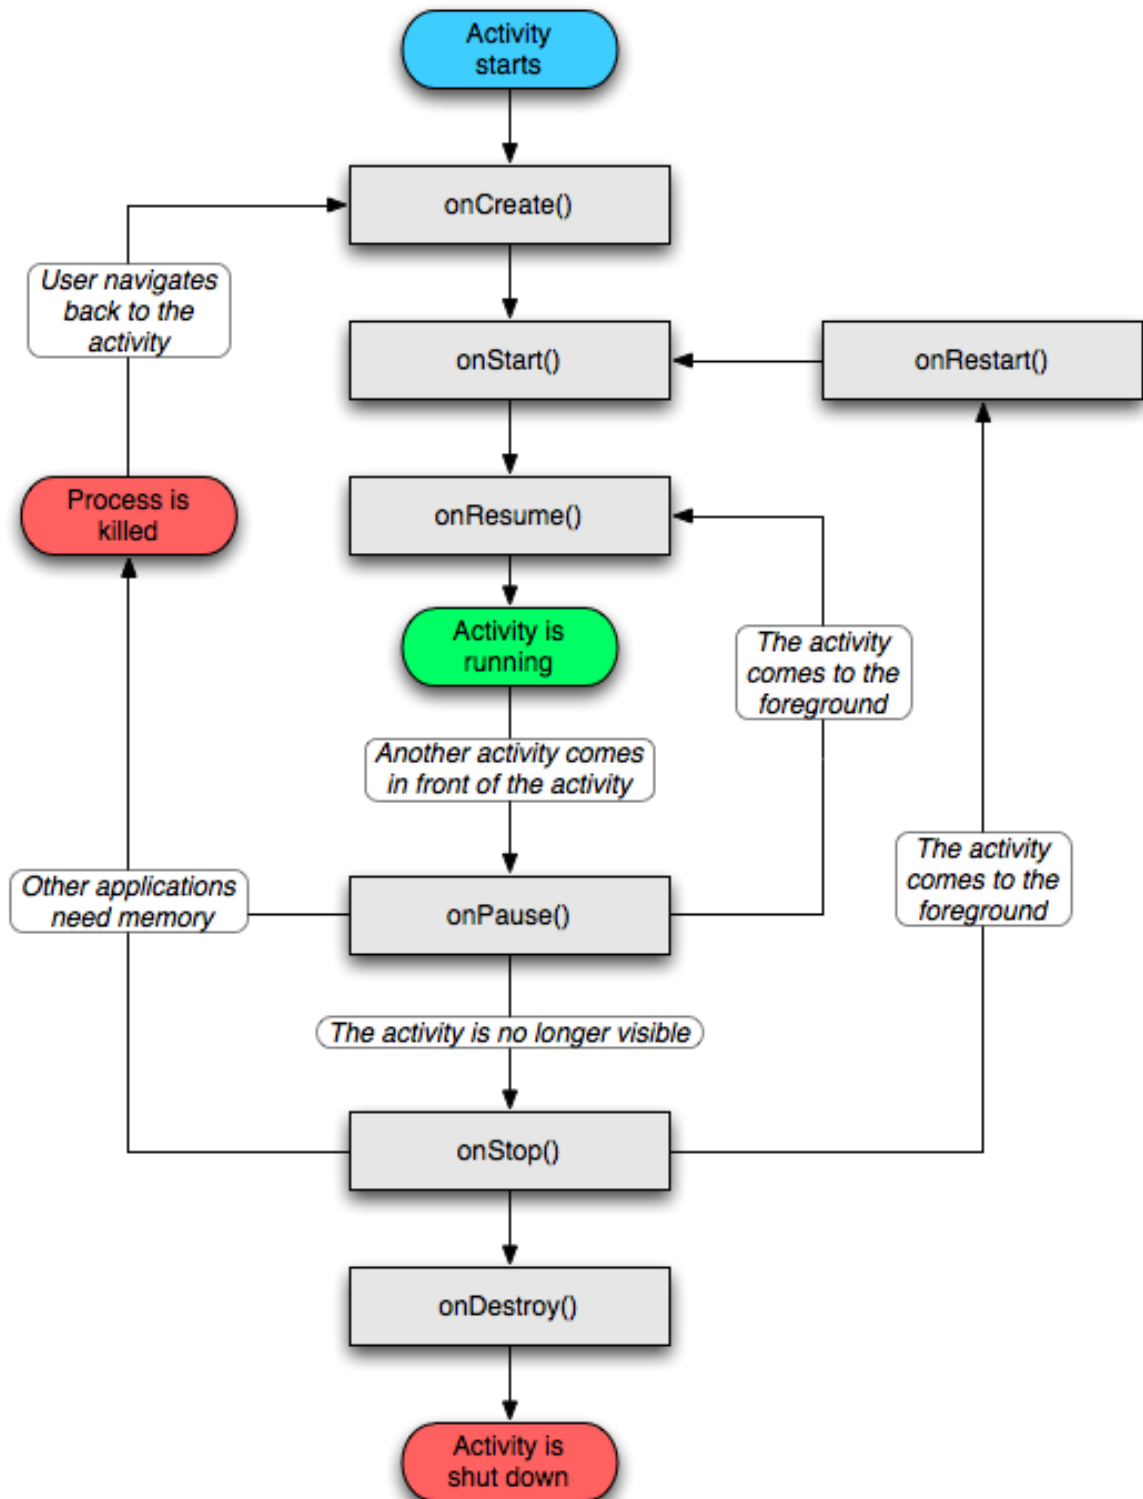 Activity
starts
onCreate()
User navigates
back to the
activity
onStart()
onRestart()
Process is
killed
onResume()
Activity is
running
The activity
comes to the
foreground
Another activity comes
in front of the activity
The activity
comes to the
foreground
Other applications
need memory
onPause()
The activity is no longer visible
onStop()
onDestroy()
Activity is
shut down